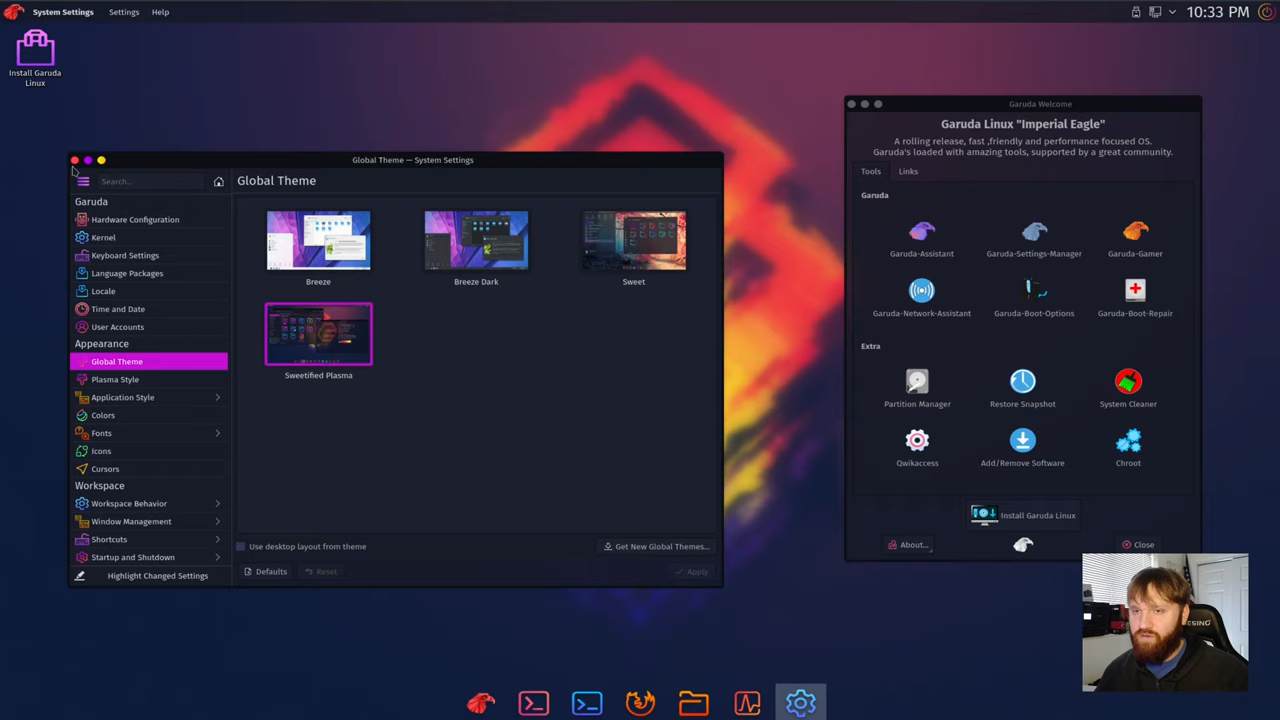 System Settings Settings Help
10:33 PM
Install Garuda
Linux
Global Theme — System Settings
Search...
Global Theme
Garuda
Hardware Configuration
Kernel
Keyboard Settings
Language Packages
Locale
Time and Date
User Accounts
Appearance
Global Theme
Plasma Style
Application Style
Colors
Fonts
Icons
Cursors
Workspace
Workspace Behavior
Window Management
Shortcuts
Startup and Shutdown
Highlight Changed Settings
Breeze
Breeze Dark
Sweet
Sweetified Plasma
Use desktop layout from theme
Get New Global Themes...
Defaults
Reset
Apply
Garuda Welcome
Garuda Linux "Imperial Eagle"
A rolling release, fast ,friendly and performance focused OS.
Garuda's loaded with amazing tools, supported by a great community.
Tools Links
Garuda
Garuda-Assistant
Garuda-Settings-Manager
Garuda-Gamer
Garuda-Network-Assistant
Garuda-Boot-Options
Garuda-Boot-Repair
Extra
Partition Manager
Restore Snapshot
System Cleaner
Qwikaccess
Add/Remove Software
Chroot
Install Garuda Linux
About...
Close